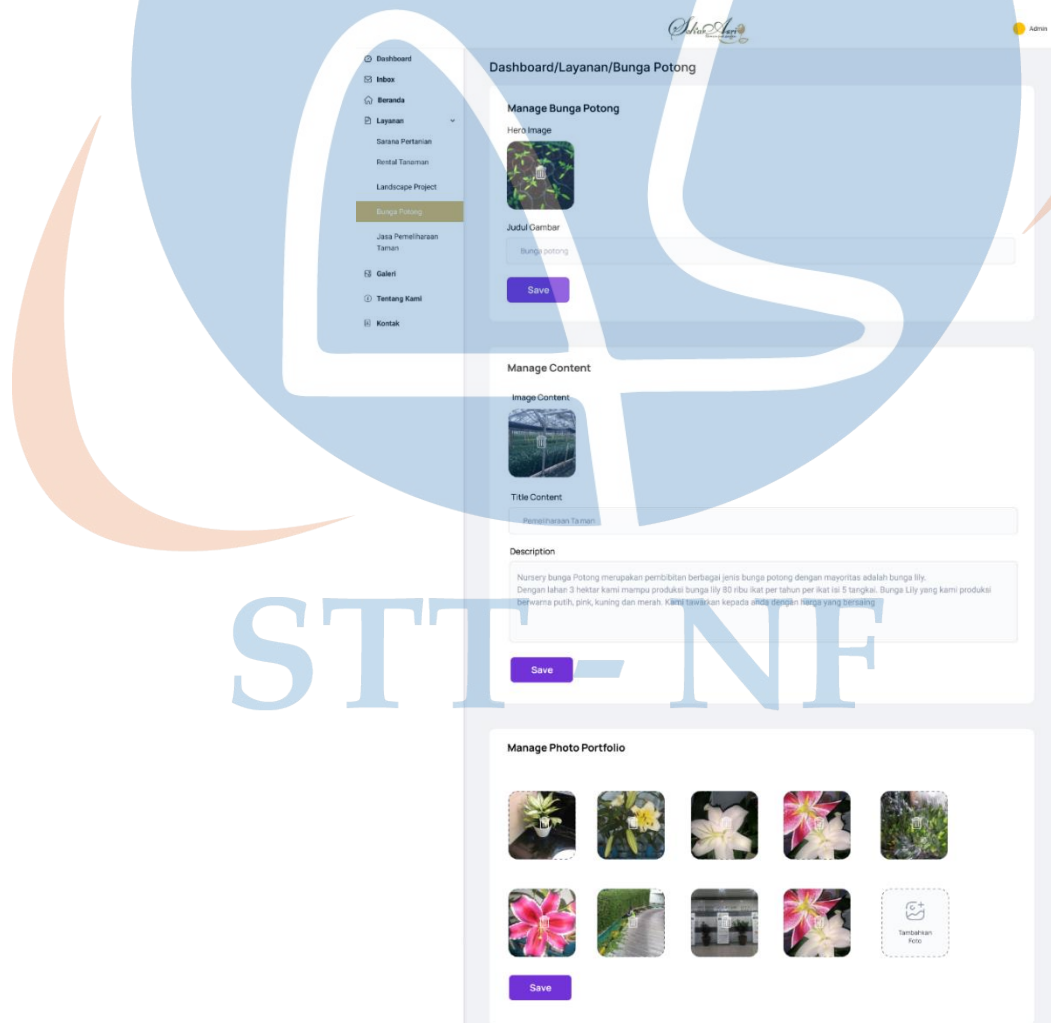 Admin
Dashboard
Inbox
Beranda
Layanan
Sarana Pertanian
Rental Tanaman
Landscape Project
Bunga Potong
Jasa Pemeliharaan
Taman
Galeri
Tentang Kami
Kontak
Dashboard/Layanan/Bunga Potong
Manage Bunga Potong
Hero Image
Judul Gambar
Bunga potong
Save
Manage Content
Image Content
Title Content
Pemeliharaan Taman
Description
Nursery bunga Potong merupakan pembibitan berbagai jenis bunga potong dengan mayoritas adalah bunga lily.
Dengan lahan 3 hektar kami mampu produksi bunga lily 80 ribu ikat per tahun per ikat isi 5 tangkai. Bunga Lily yang kami produksi
berwarna putih, pink, kuning dan merah. Kami tawarkan kepada anda dengan harga yang bersaing
Save
STT - NF
Manage Photo Portfolio
Tambahkan
Foto
Save